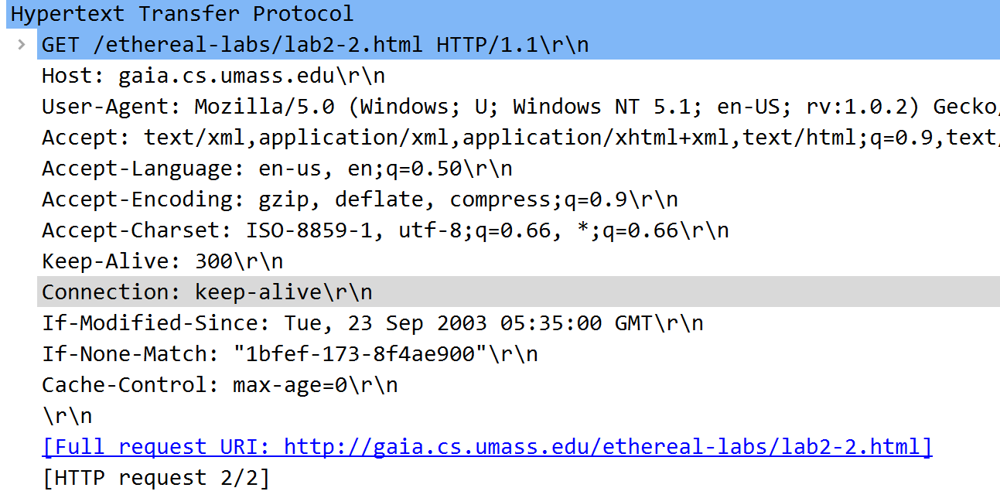 Hypertext Transfer Protocol
GET /ethereal-labs/lab2-2.html HTTP/1.1\r\n
Host: gaia.cs.umass.edu\r\n
User-Agent: Mozilla/5.0 (Windows; U; Windows NT 5.1; en-US; rv:1.0.2) Gecko/
Accept: text/xml,application/xml,application/xhtml+xml,text/html;q=0.9,text/
Accept-Language: en-us, en;q=0.50\r\n
Accept-Encoding: gzip, deflate, compress;q=0.9\r\n
Accept-Charset: ISO-8859-1, utf-8;q=0.66, *;q=0.66\r\n
Keep-Alive: 300\r\n
Connection: keep-alive\r\n
If-Modified-Since: Tue, 23 Sep 2003 05:35:00 GMT\r\n
If-None-Match: "1bfef-173-8f4ae900"\r\n
Cache-Control: max-age=0\r\n
\r\n
[Full request URI: http://gaia.cs.umass.edu/ethereal-labs/lab2-2.html]
[HTTP request 2/2]